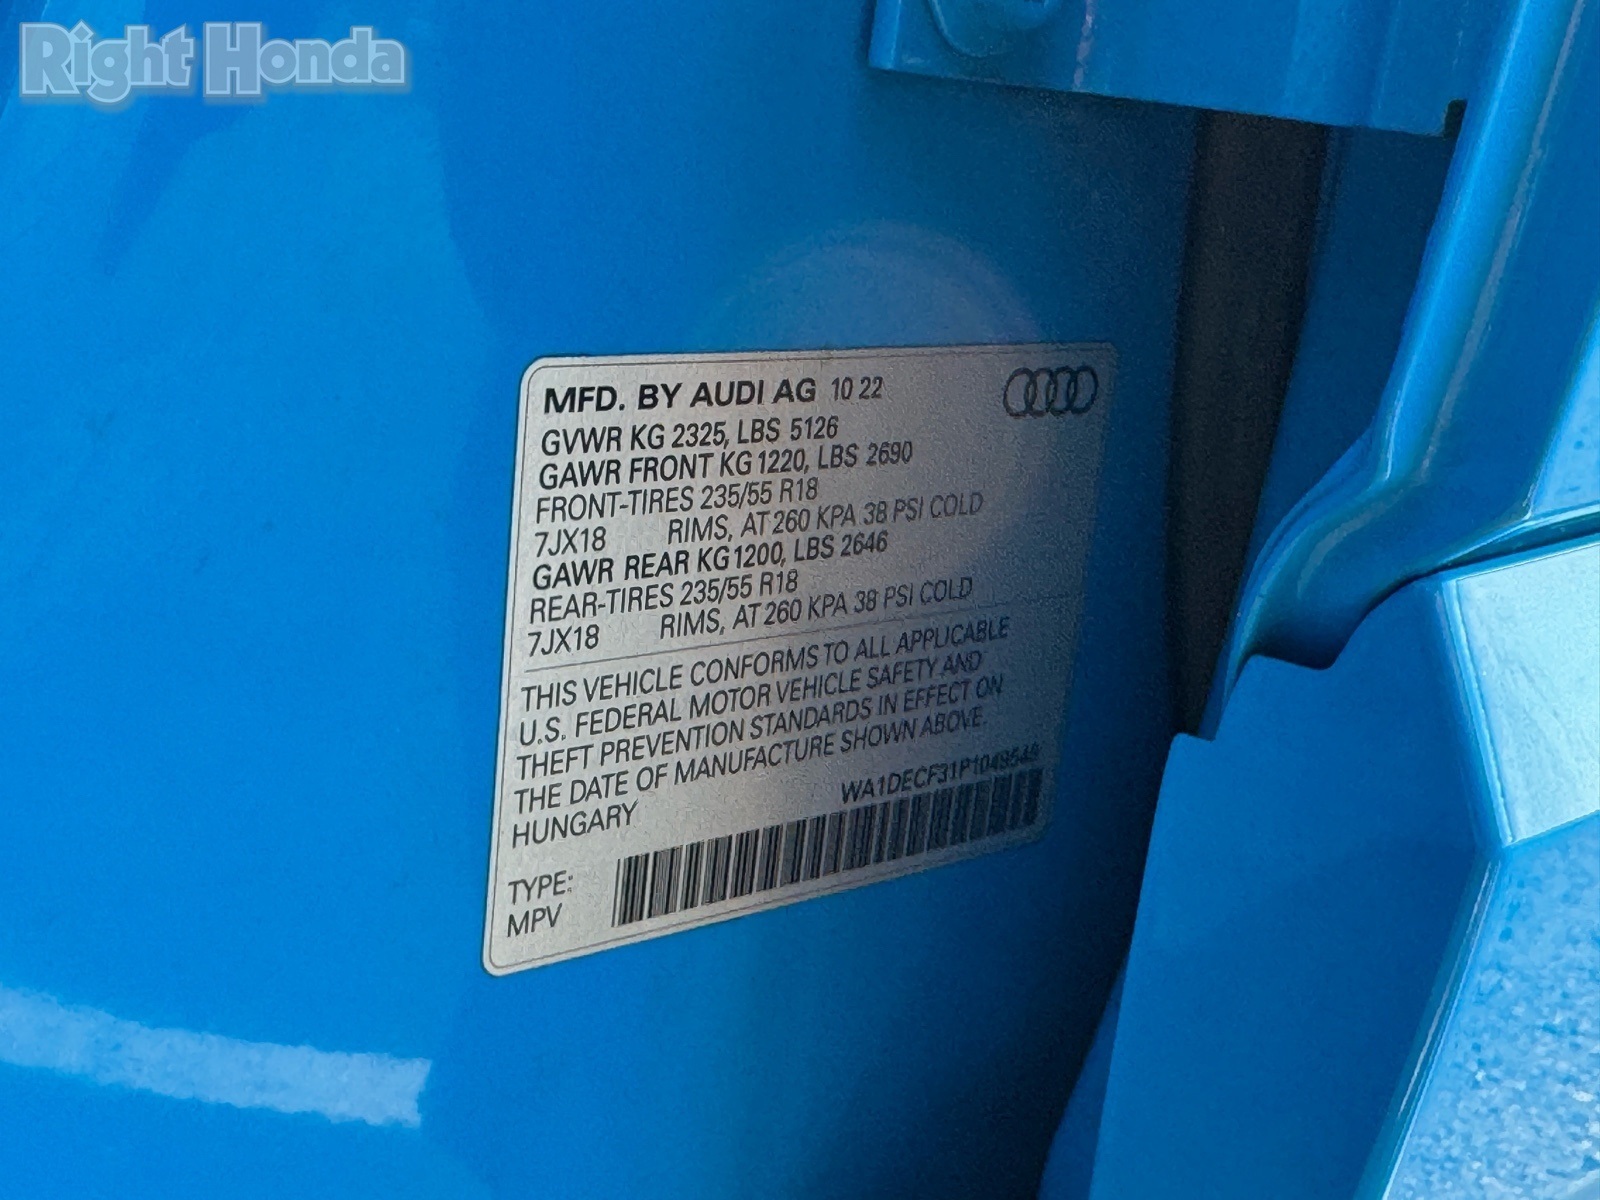 Right Honda
MFD. BY AUDI AG 10 22
GVWR KG 2325, LBS 5126
GAWR FRONT KG 1220, LBS 2690
FRONT-TIRES 235/55 R18
7JX18 RIMS, AT 260 KPA 38 PSI COLD
GAWR REAR KG 1200, LBS 2646
REAR-TIRES 235/55 R18
7JX18 RIMS, AT 260 KPA 38 PSI COLD
THIS VEHICLE CONFORMS TO ALL APPLICABLE
U.S. FEDERAL MOTOR VEHICLE SAFETY AND
THEFT PREVENTION STANDARDS IN EFFECT ON
THE DATE OF MANUFACTURE SHOWN ABOVE.
HUNGARY
TYPE:
MPV